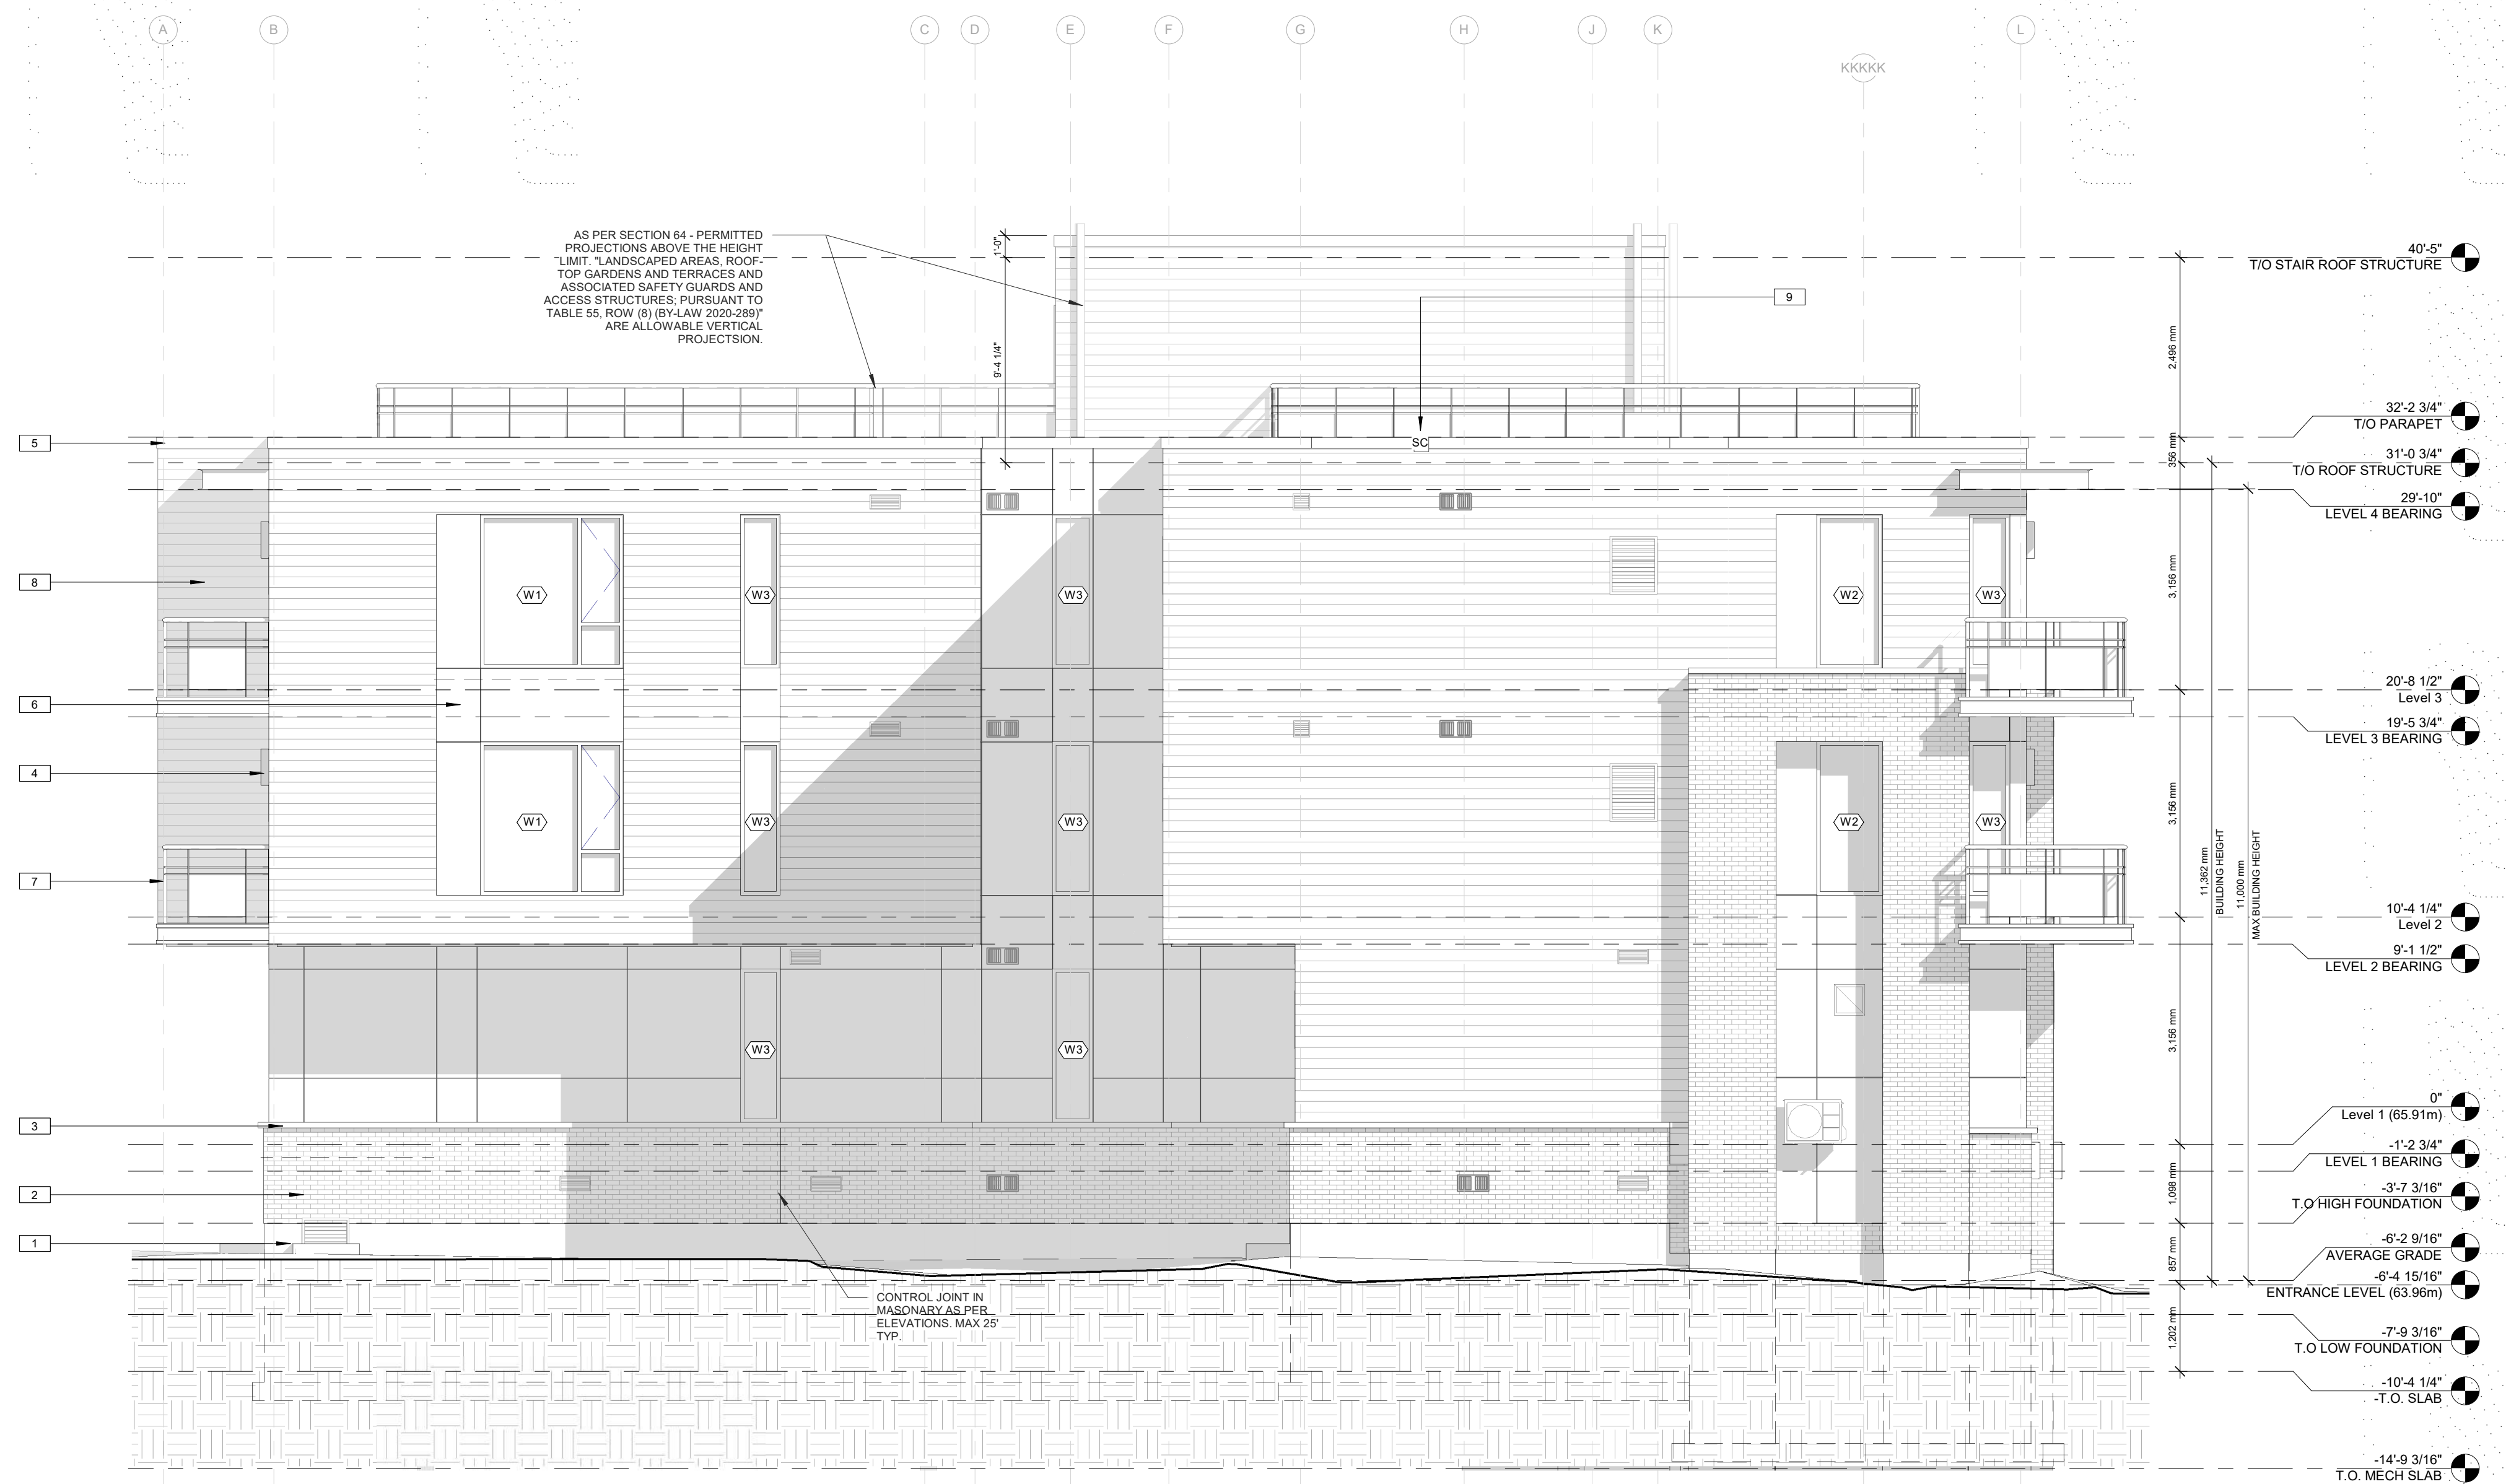 A
B
C
D
E
F
G
H
J
K
KKKKK
L
AS PER SECTION 64 - PERMITTED
PROJECTIONS ABOVE THE HEIGHT
LIMIT. "LANDSCAPED AREAS, ROOF-
TOP GARDENS AND TERRACES AND
ASSOCIATED SAFETY GUARDS AND
ACCESS STRUCTURES; PURSUANT TO
TABLE 55, ROW (8) (BY-LAW 2020-289)"
ARE ALLOWABLE VERTICAL
PROJECTSION.
1'-0"
9'-4 1/4"
9
SC
5
8
6
4
7
3
2
1
W1
W3
W3
W2
W3
W1
W3
W3
W2
W3
W3
W3
CONTROL JOINT IN
MASONARY AS PER
ELEVATIONS. MAX 25'
TYP.
2,496 mm
356 mm
3,156 mm
3,156 mm
3,156 mm
1,098 mm
857 mm
1,202 mm
11,362 mm
BUILDING HEIGHT
11,000 mm
MAX BUILDING HEIGHT
40'-5"
T/O STAIR ROOF STRUCTURE
32'-2 3/4"
T/O PARAPET
31'-0 3/4"
T/O ROOF STRUCTURE
29'-10"
LEVEL 4 BEARING
20'-8 1/2"
Level 3
19'-5 3/4"
LEVEL 3 BEARING
10'-4 1/4"
Level 2
9'-1 1/2"
LEVEL 2 BEARING
0"
Level 1 (65.91m)
-1'-2 3/4"
LEVEL 1 BEARING
-3'-7 3/16"
T.O HIGH FOUNDATION
-6'-2 9/16"
AVERAGE GRADE
-6'-4 15/16"
ENTRANCE LEVEL (63.96m)
-7'-9 3/16"
T.O LOW FOUNDATION
-10'-4 1/4"
-T.O. SLAB
-14'-9 3/16"
T.O. MECH SLAB